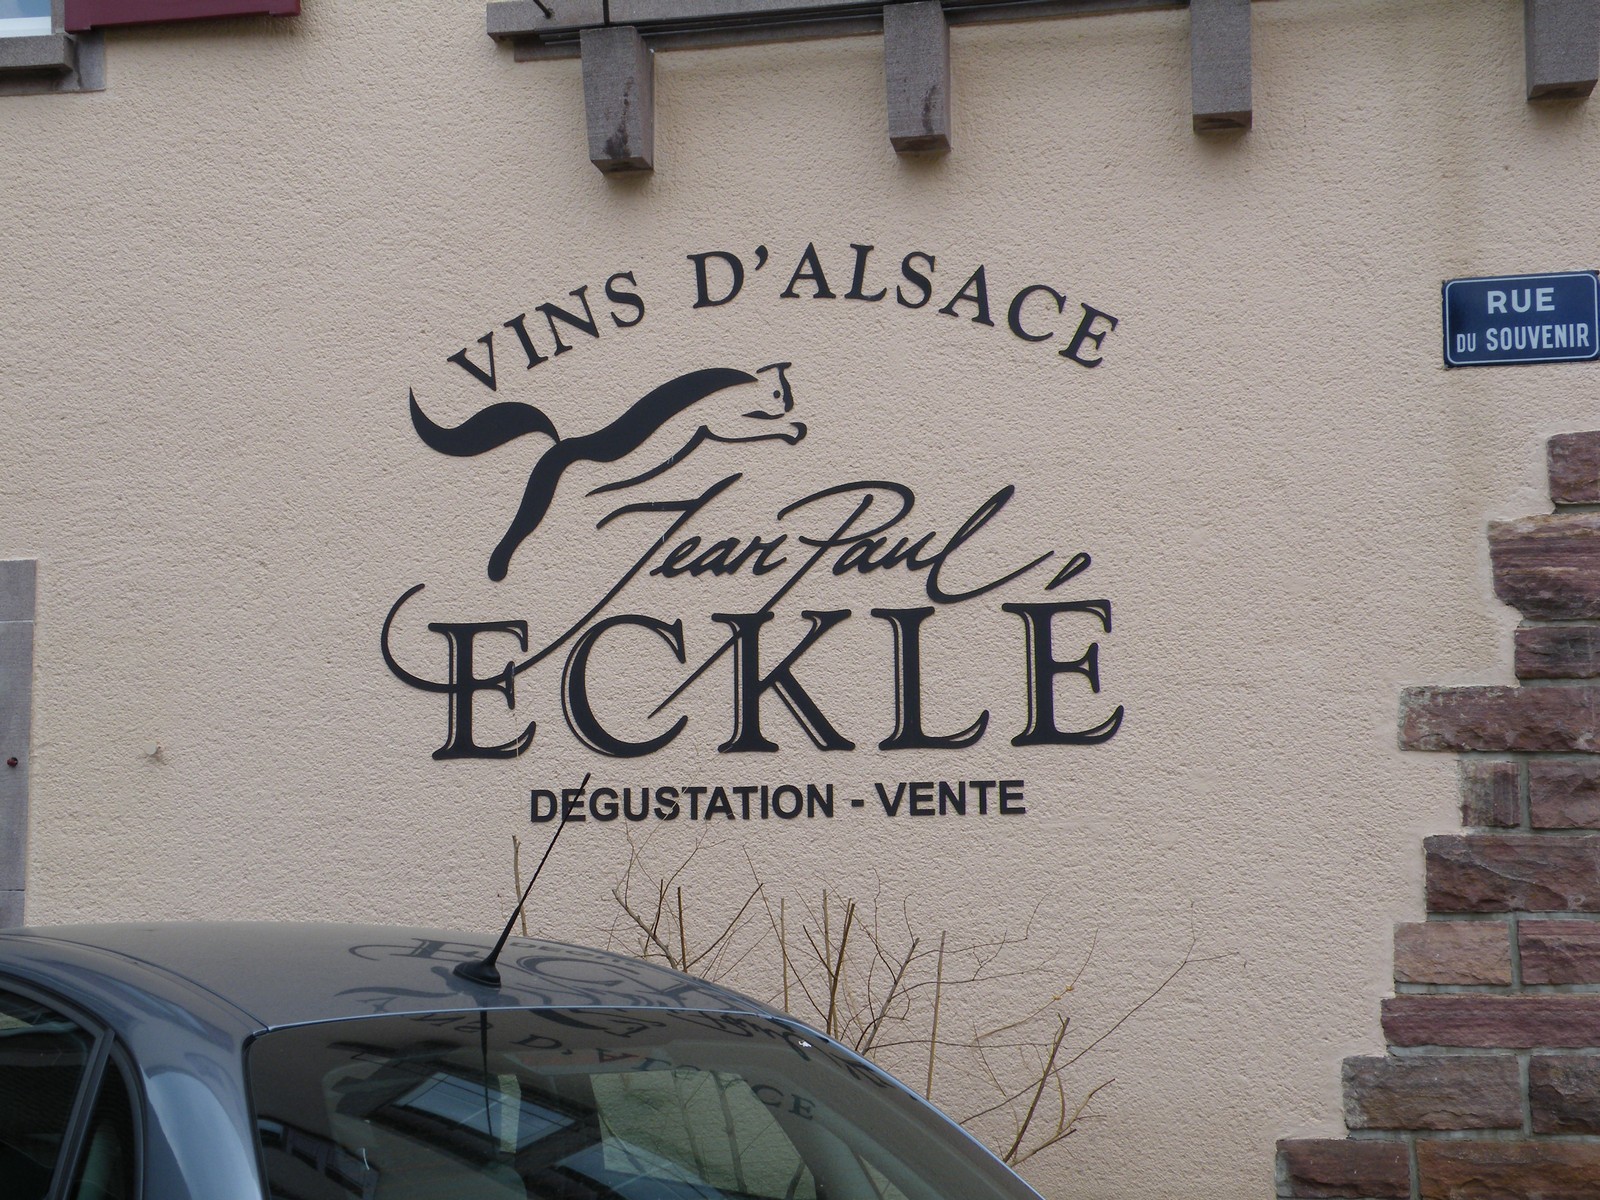 VINS D'ALSACE
Jean Paul
ECKLÉ
DEGUSTATION - VENTE
RUE
DU SOUVENIR